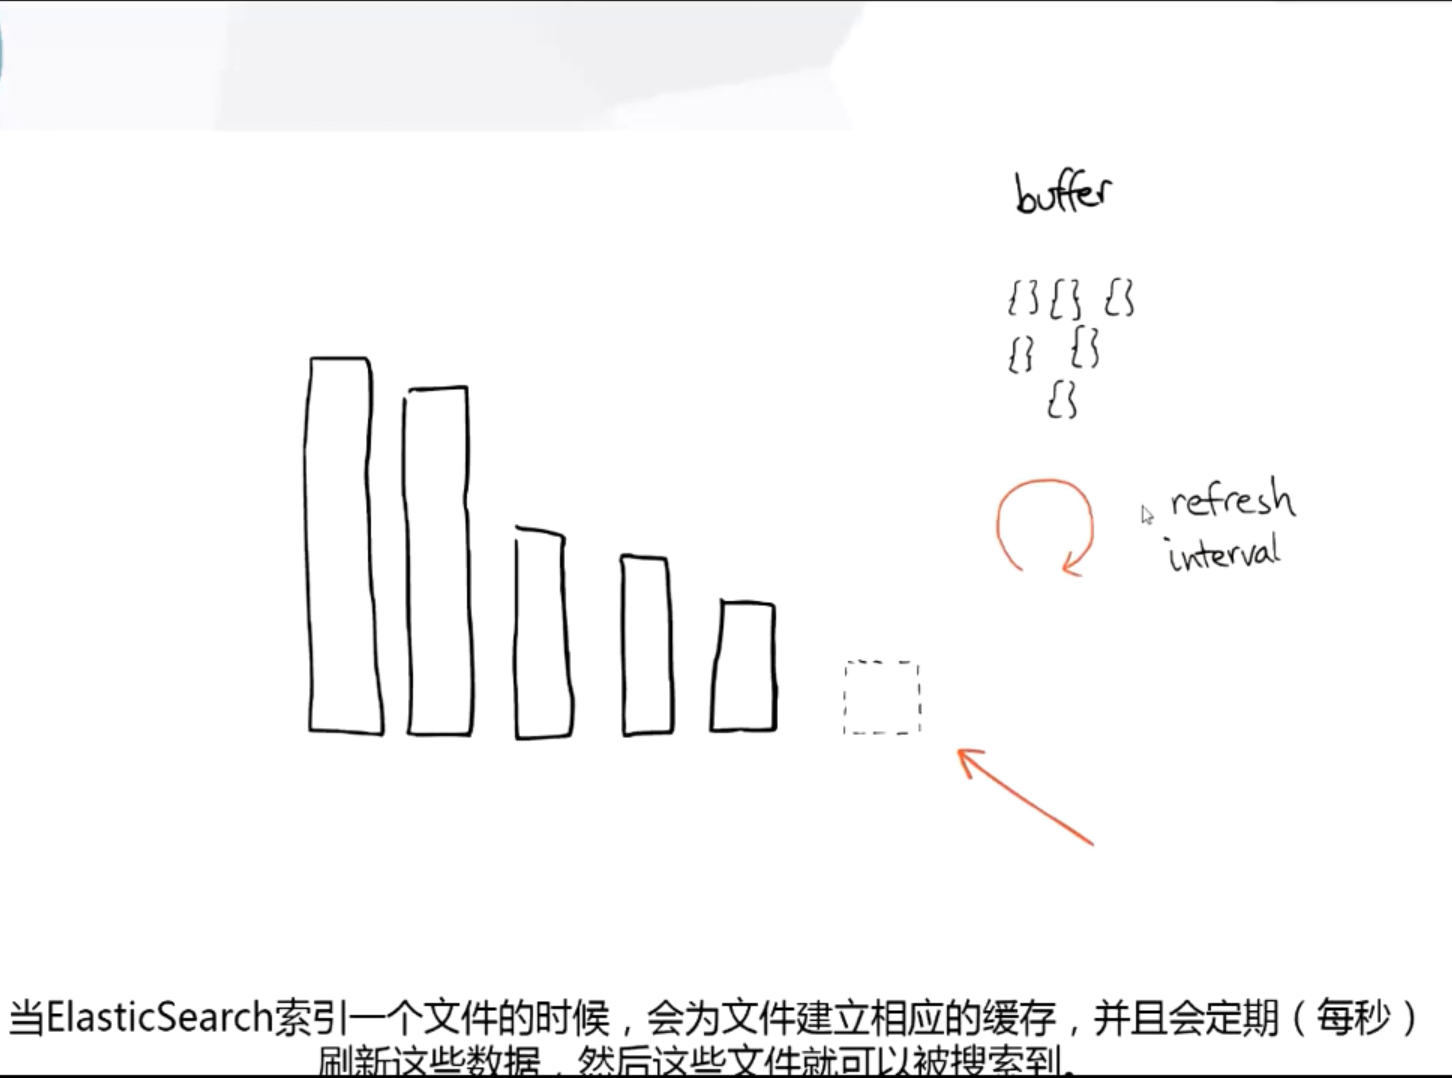 buffer
{} {} {}
{} {}
{}
refresh
interval
当ElasticSearch索引一个文件的时候，会为文件建立相应的缓存，并且会定期（每秒）
刷新这些数据，然后这些文件就可以被搜索到。